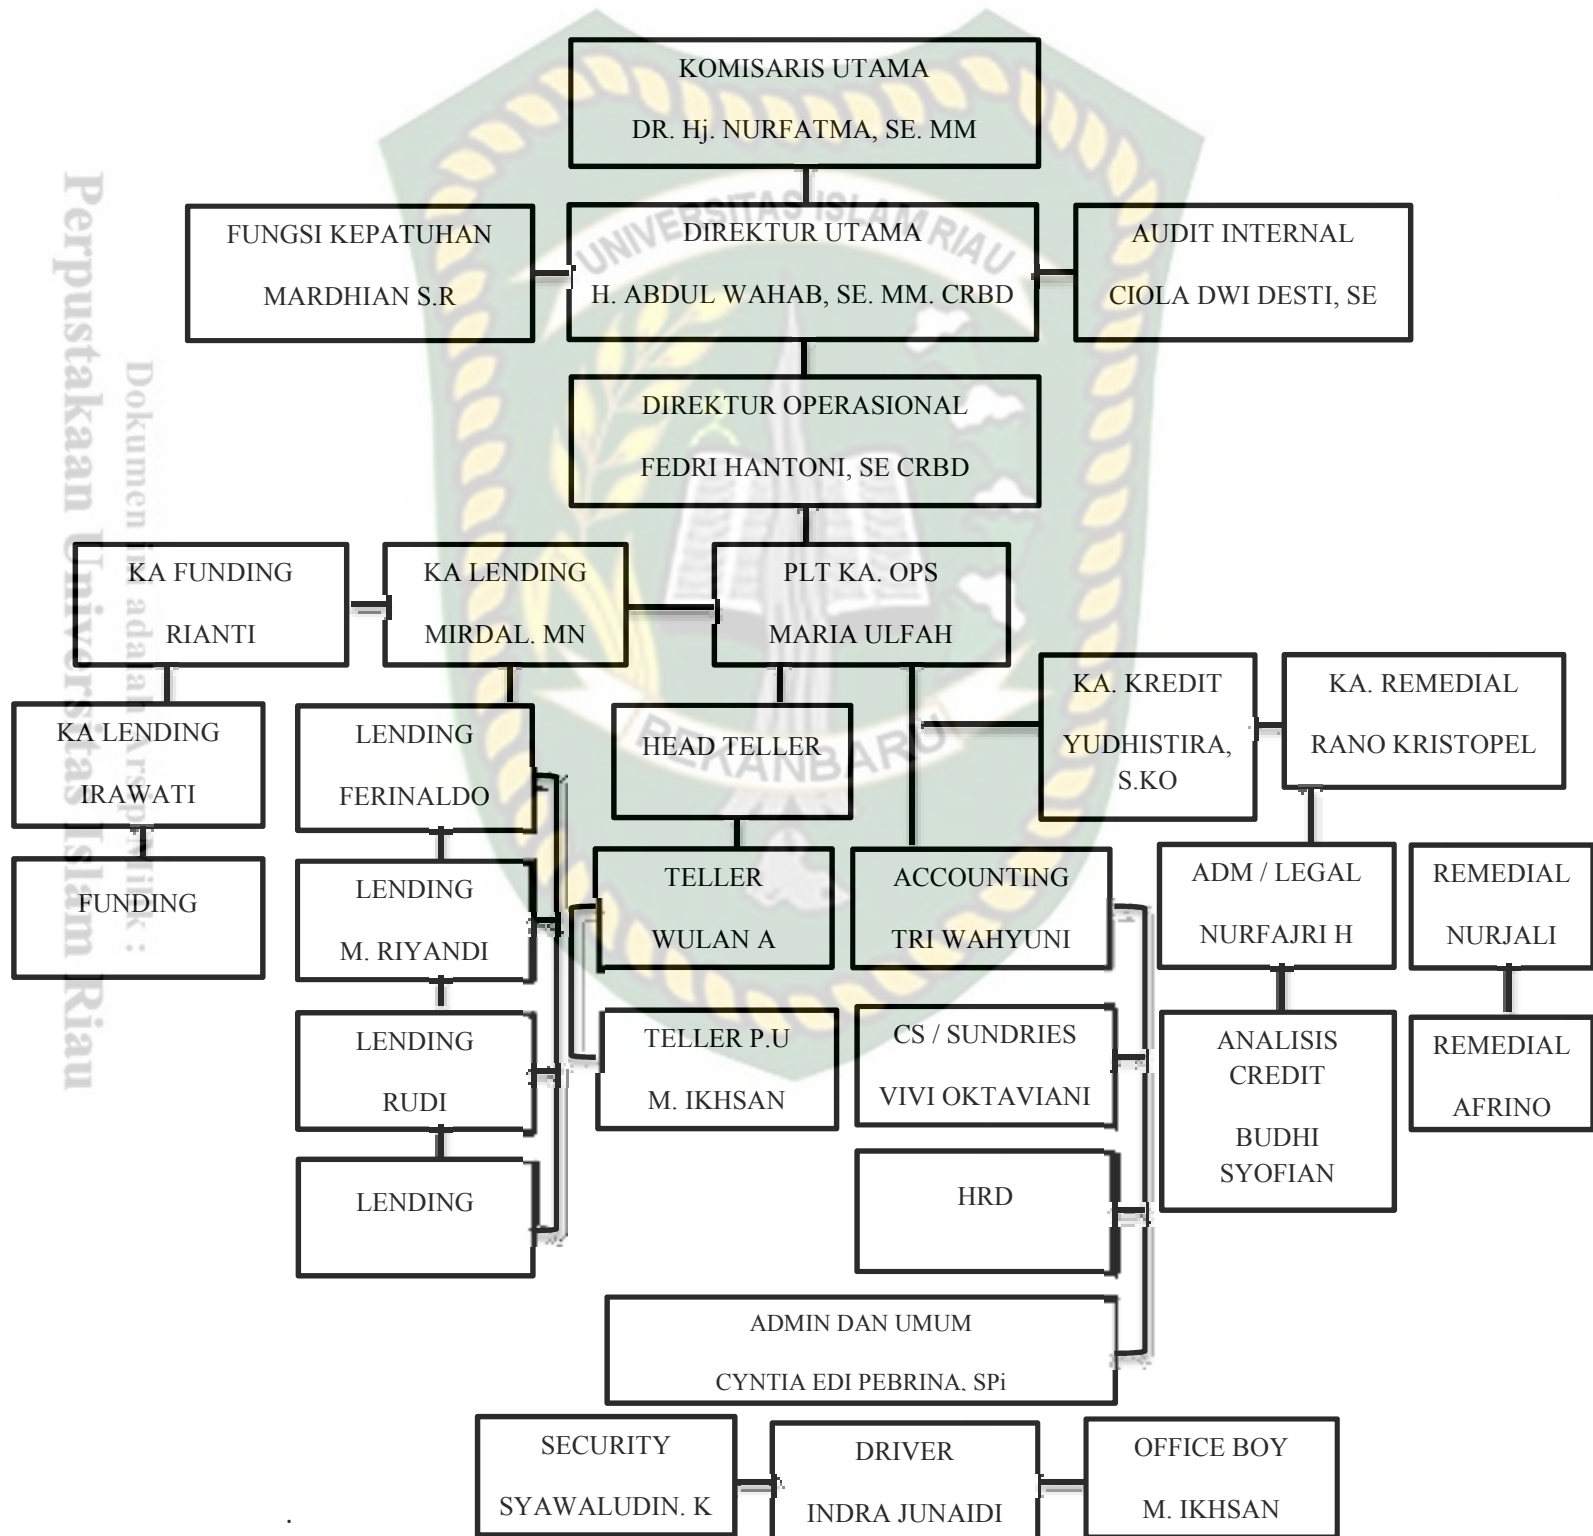 KOMISARIS UTAMA
DR. Hj. NURFATMA, SE. MM
FUNGSI KEPATUHAN
MARDHIAN S.R
DIREKTUR UTAMA
H. ABDUL WAHAB, SE. MM. CRBD
AUDIT INTERNAL
CIOLA DWI DESTI, SE
DIREKTUR OPERASIONAL
FEDRI HANTONI, SE CRBD
KA FUNDING
RIANTI
KA LENDING
MIRDAL. MN
PLT KA. OPS
MARIA ULFAH
KA. KREDIT
YUDHISTIRA,
S.KO
KA. REMEDIAL
RANO KRISTOPEL
KA LENDING
IRAWATI
LENDING
FERINALDO
HEAD TELLER
FUNDING
LENDING
M. RIYANDI
TELLER
WULAN A
ACCOUNTING
TRI WAHYUNI
ADM / LEGAL
NURFAJRI H
REMEDIAL
NURJALI
LENDING
RUDI
TELLER P.U
M. IKHSAN
CS / SUNDRIES
VIVI OKTAVIANI
ANALISIS
CREDIT
BUDHI
SYOFIAN
REMEDIAL
AFRINO
LENDING
HRD
ADMIN DAN UMUM
CYNTIA EDI PEBRINA. SPi
SECURITY
SYAWALUDIN. K
DRIVER
INDRA JUNAIDI
OFFICE BOY
M. IKHSAN
.
UNIVERSITAS ISLAM RIAU
PEKANBARU
Perpustakaan Universitas Islam Riau
Dokumen ini adalah Arsip Milik :